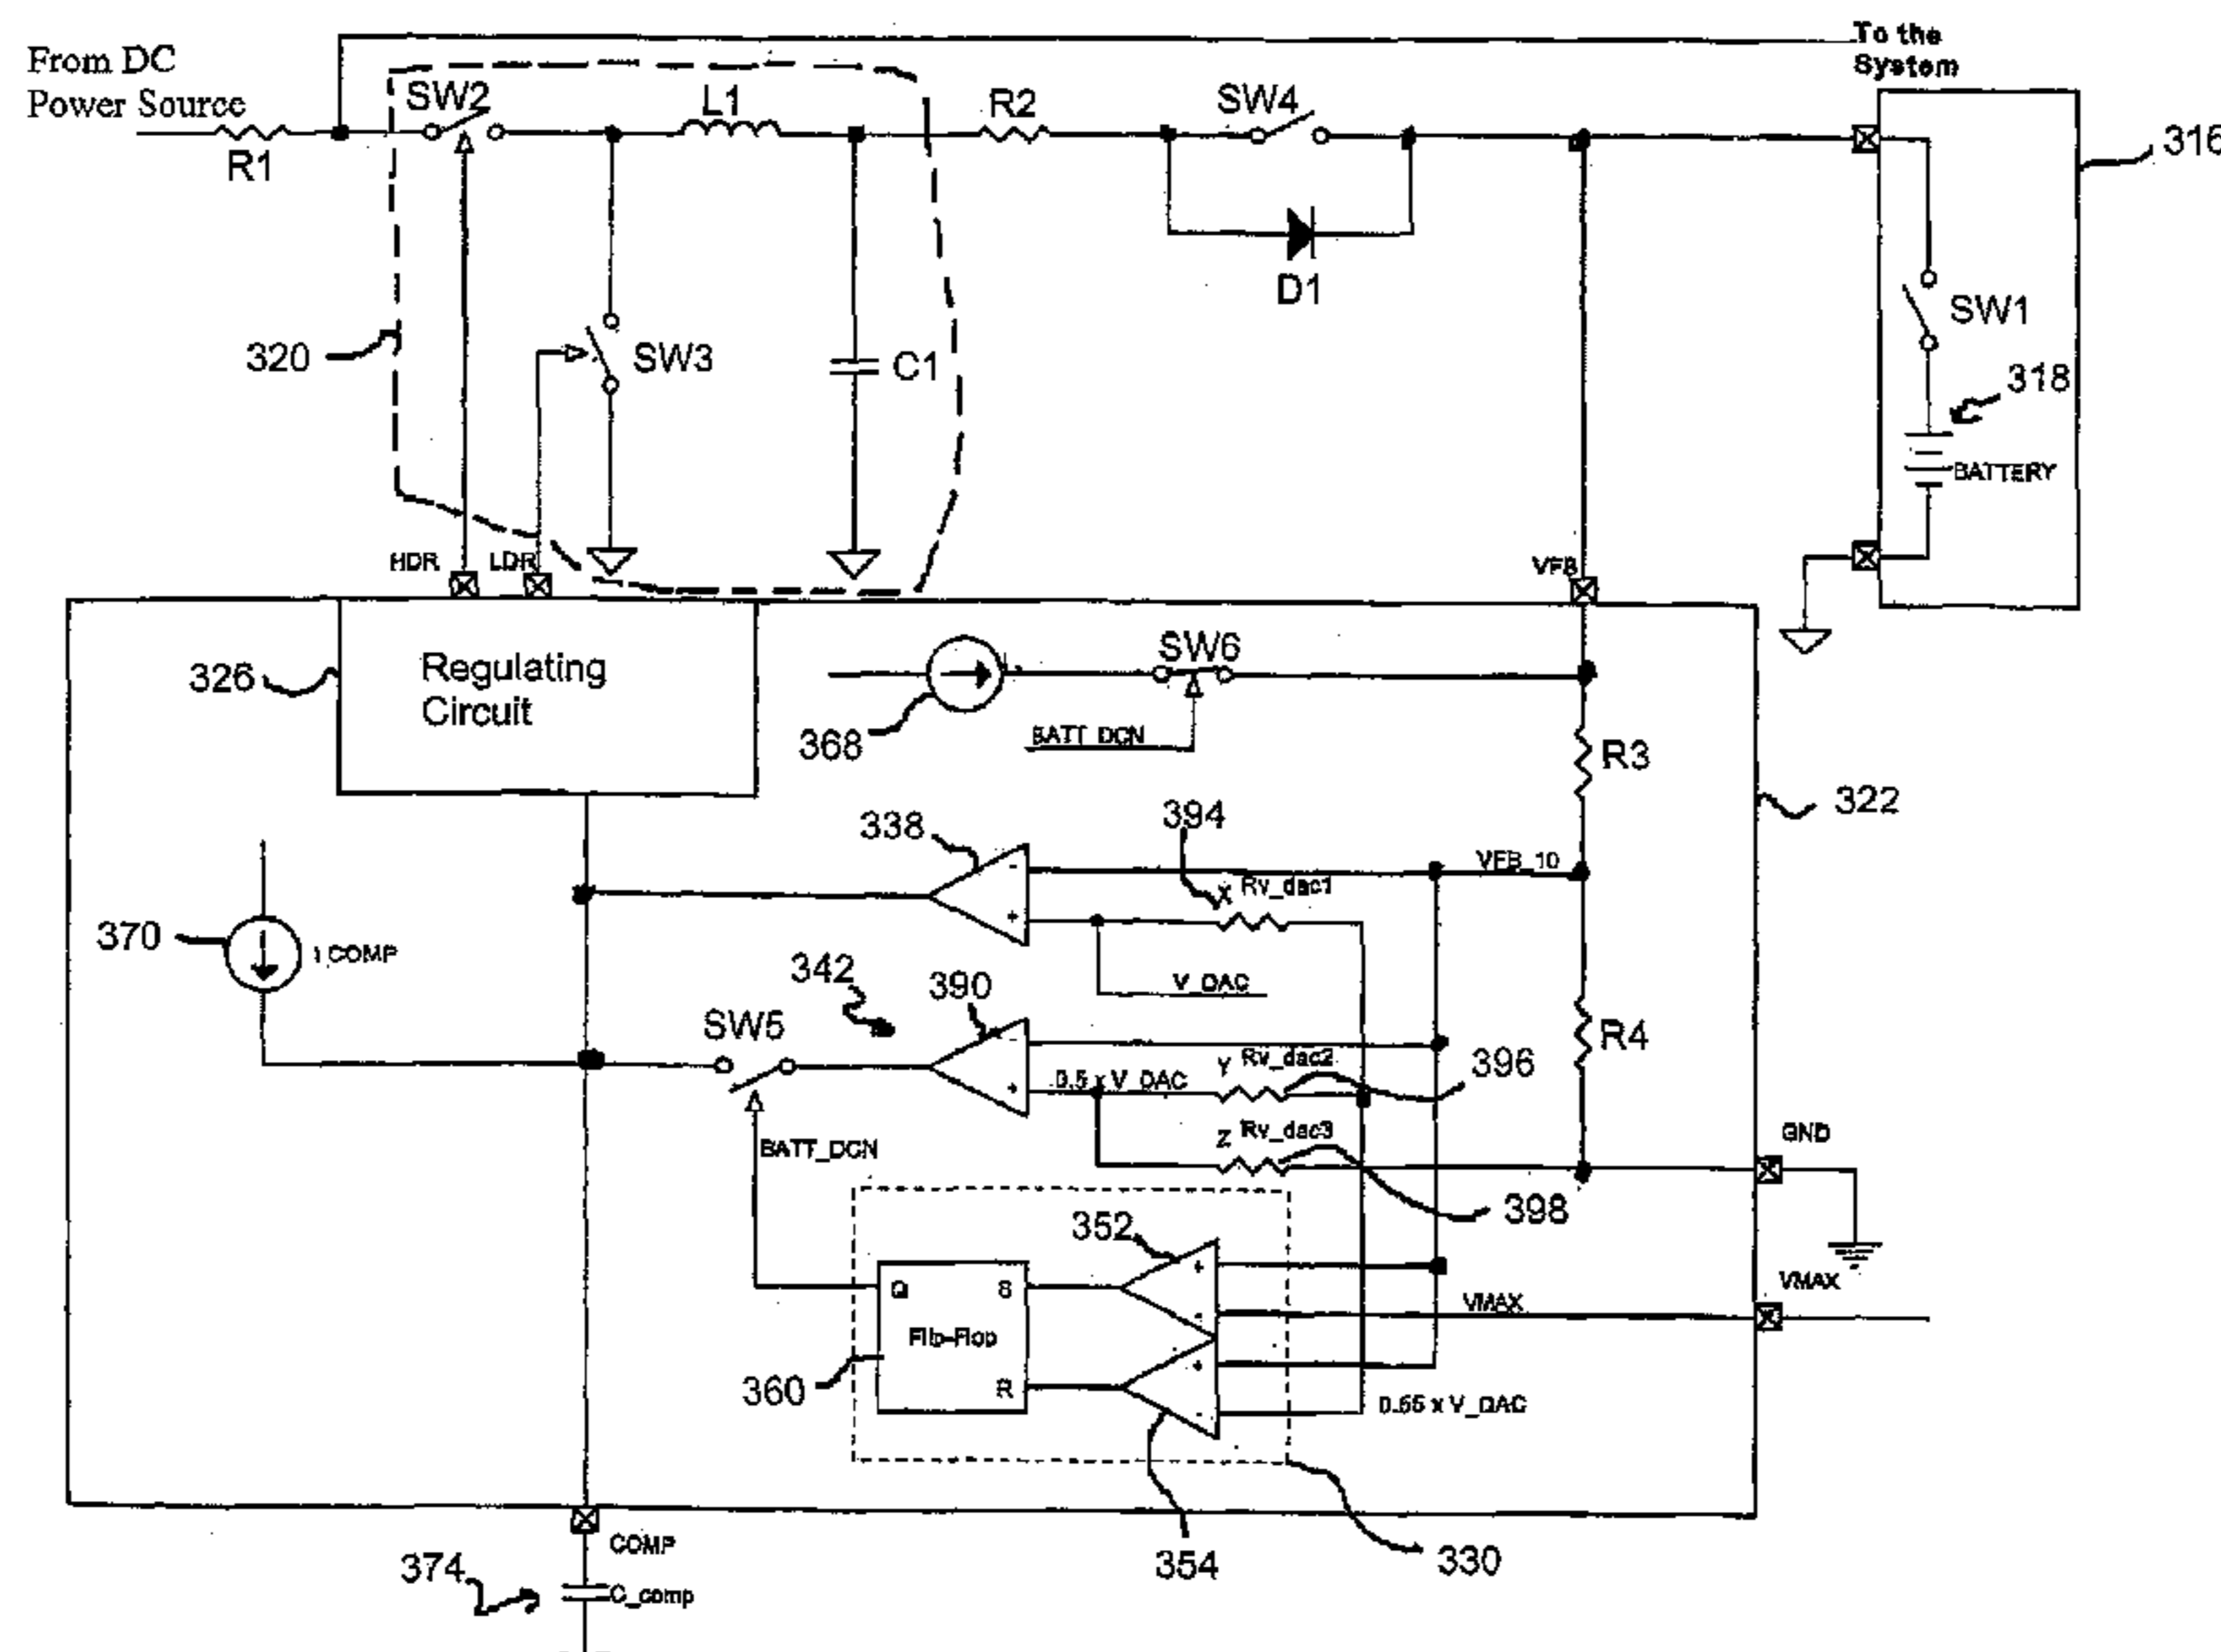 From DC
Power Source
To the
System
SW2
L1
R2
SW4
R1
316
D1
SW1
320
SW3
C1
318
BATTERY
HDR
LDR
VFB
326
Regulating
Circuit
SW6
368
BATT_DCN
R3
322
338
394
VFB_10
X
Rv_dac1
370
I COMP
342
390
V_DAC
SW5
R4
0.5 x V_DAC
Y
Rv_dac2
396
BATT_DCN
Z
Rv_dac3
GND
352
398
Q
S
VMAX
VMAX
Flip-Flop
360
R
0.65 x V_DAC
354
330
COMP
374
C_comp